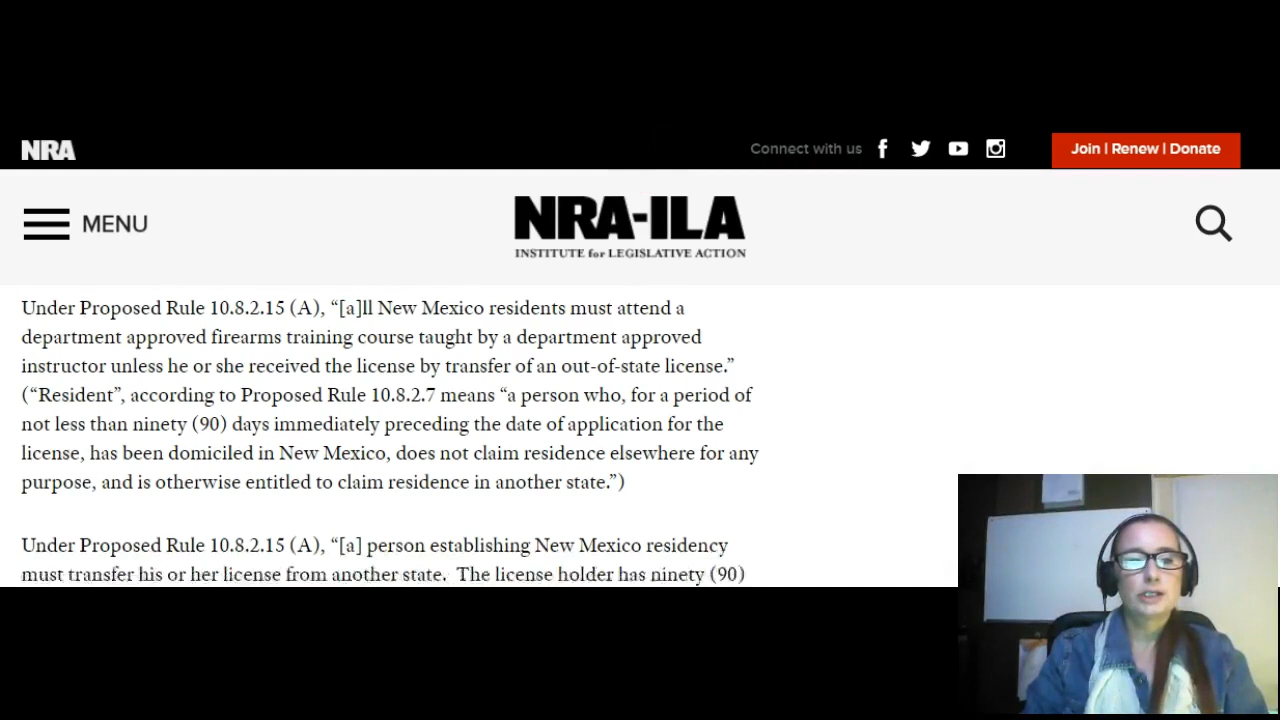 NRA
Connect with us
Join | Renew | Donate
MENU
NRA-ILA
INSTITUTE for LEGISLATIVE ACTION
Under Proposed Rule 10.8.2.15 (A), “[a]ll New Mexico residents must attend a
department approved firearms training course taught by a department approved
instructor unless he or she received the license by transfer of an out-of-state license.”
(“Resident”, according to Proposed Rule 10.8.2.7 means “a person who, for a period of
not less than ninety (90) days immediately preceding the date of application for the
license, has been domiciled in New Mexico, does not claim residence elsewhere for any
purpose, and is otherwise entitled to claim residence in another state.”)
Under Proposed Rule 10.8.2.15 (A), “[a] person establishing New Mexico residency
must transfer his or her license from another state.  The license holder has ninety (90)